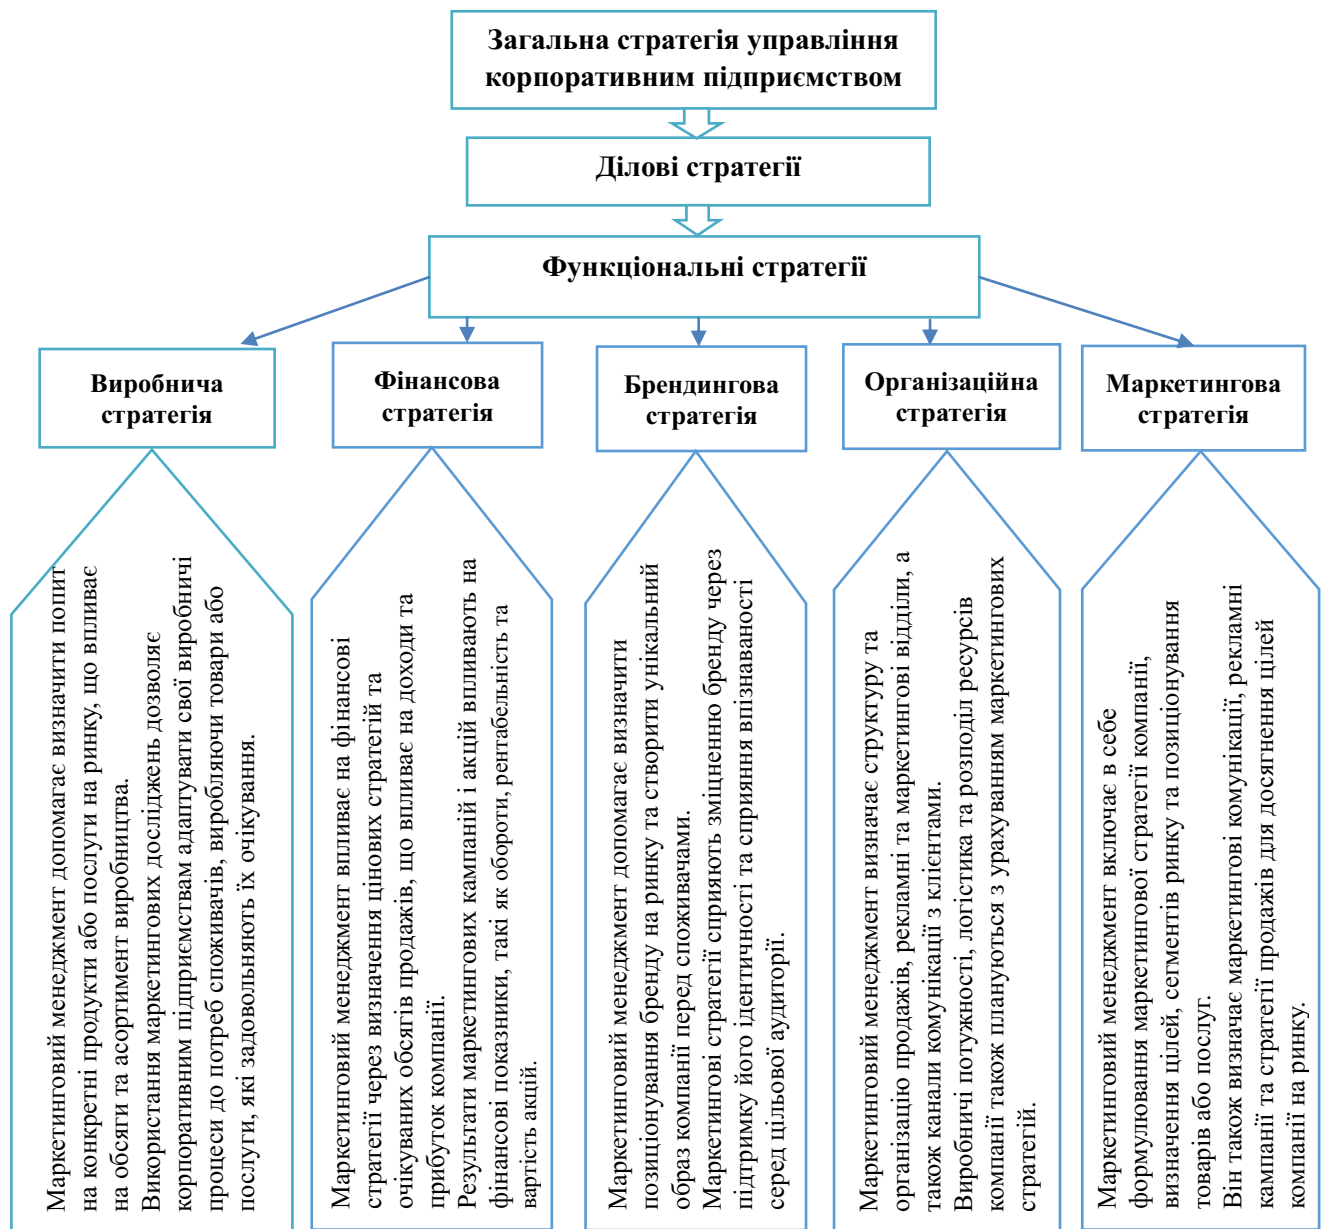 Загальна стратегія управління
корпоративним підприємством
Ділові стратегії
Функціональні стратегії
Виробнича
стратегія
Фінансова
стратегія
Брендингова
стратегія
Організаційна
стратегія
Маркетингова
стратегія
Маркетинговий менеджмент допомагає визначити попит
на конкретні продукти або послуги на ринку, що впливає
на обсяги та асортимент виробництва.
Використання маркетингових досліджень дозволяє
корпоративним підприємствам адаптувати свої виробничі
процеси до потреб споживачів, виробляючи товари або
послуги, які задовольняють їх очікування.
Маркетинговий менеджмент впливає на фінансові
стратегії через визначення цінових стратегій та
очікуваних обсягів продажів, що впливає на доходи та
прибуток компанії.
Результати маркетингових кампаній і акцій впливають на
фінансові показники, такі як обороти, рентабельність та
вартість акцій.
Маркетинговий менеджмент допомагає визначити
позиціонування бренду на ринку та створити унікальний
образ компанії перед споживачами.
Маркетингові стратегії сприяють зміцненню бренду через
підтримку його ідентичності та сприяння впізнаваності
серед цільової аудиторії.
Маркетинговий менеджмент визначає структуру та
організацію продажів, рекламні та маркетингові відділи, а
також канали комунікації з клієнтами.
Виробничі потужності, логістика та розподіл ресурсів
компанії також плануються з урахуванням маркетингових
стратегій.
Маркетинговий менеджмент включає в себе
формулювання маркетингової стратегії компанії,
визначення цілей, сегментів ринку та позиціонування
товарів або послуг.
Він також визначає маркетингові комунікації, рекламні
кампанії та стратегії продажів для досягнення цілей
компанії на ринку.